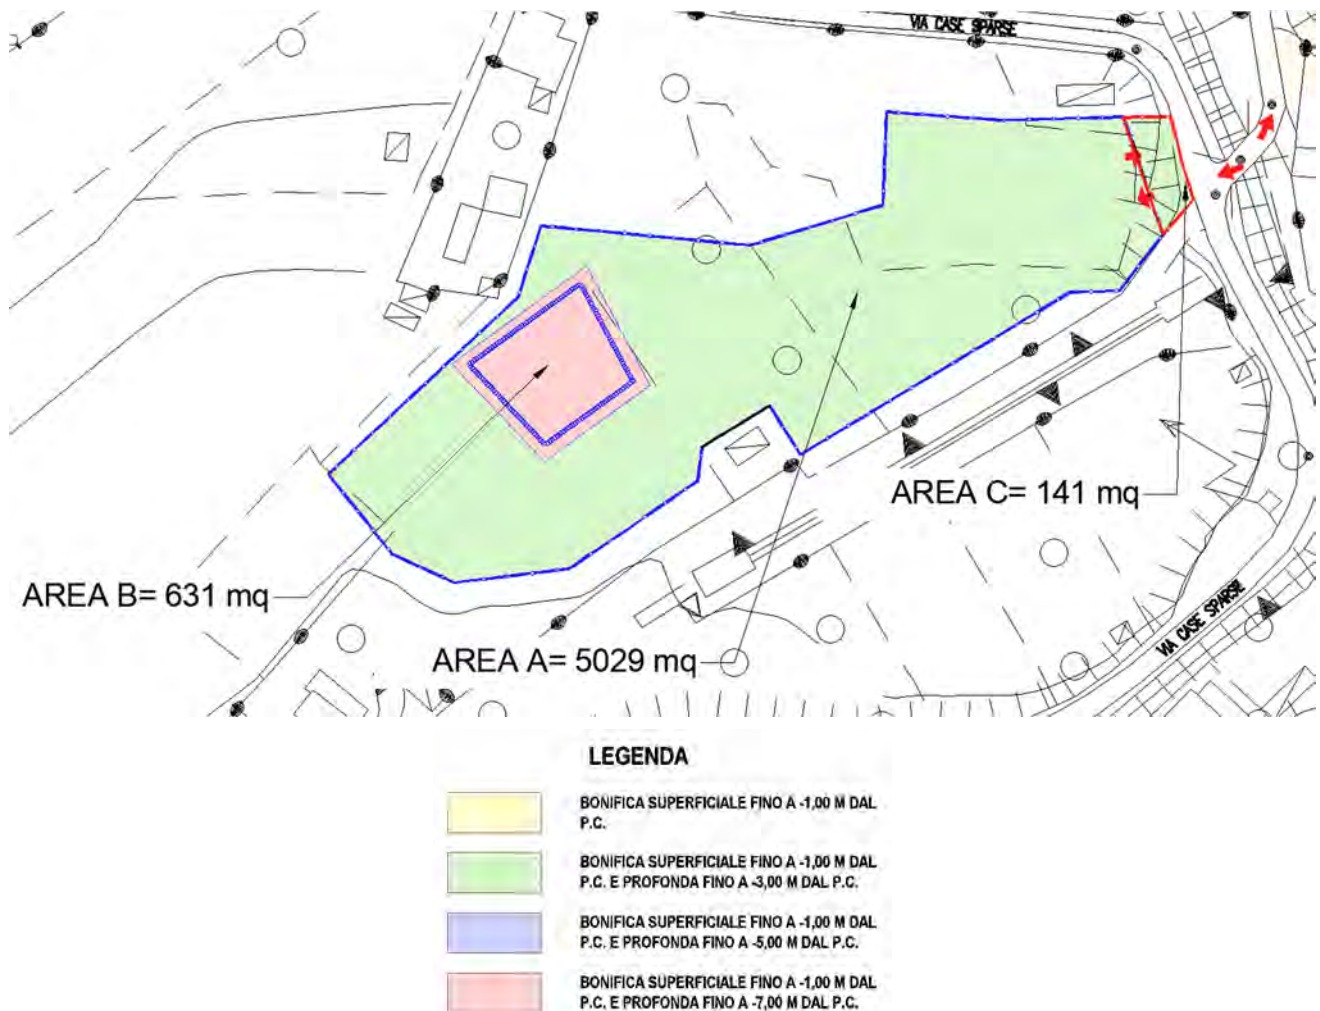 VIA CASE SPARSE
AREA C= 141 mq
AREA B= 631 mq
VIA CASE SPARSE
AREA A= 5029 mq
LEGENDA
BONIFICA SUPERFICIALE FINO A -1,00 M DAL
P.C.
BONIFICA SUPERFICIALE FINO A -1,00 M DAL
P.C. E PROFONDA FINO A -3,00 M DAL P.C.
BONIFICA SUPERFICIALE FINO A -1,00 M DAL
P.C. E PROFONDA FINO A -5,00 M DAL P.C.
BONIFICA SUPERFICIALE FINO A -1,00 M DAL
P.C. E PROFONDA FINO A -7,00 M DAL P.C.